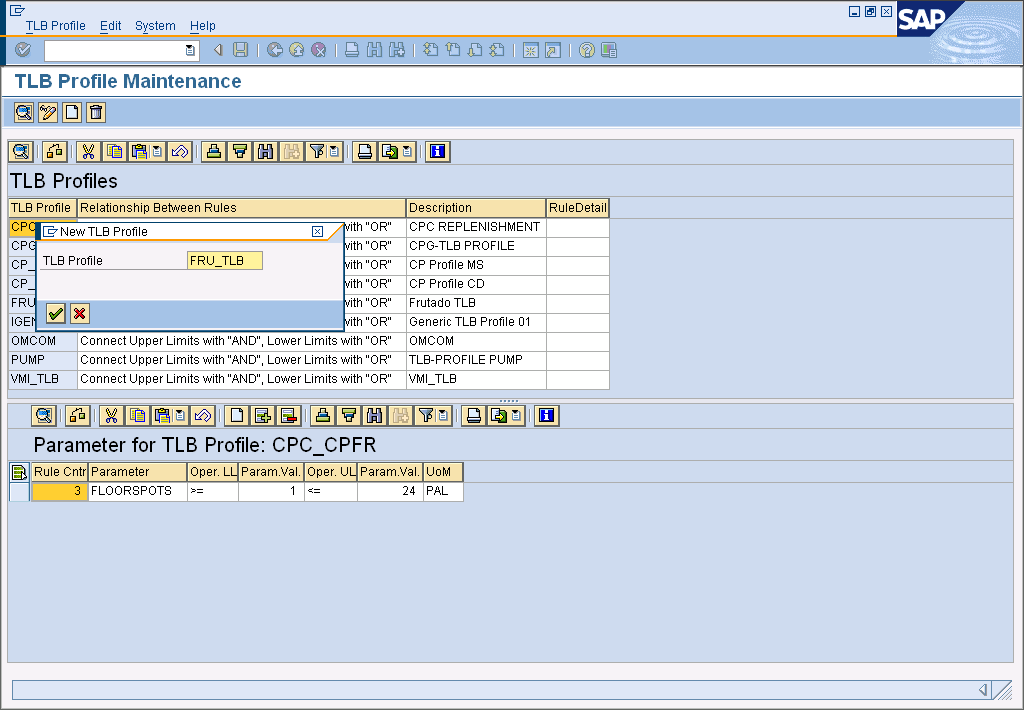 TLB Profile Edit System Help
SAP
TLB Profile Maintenance
TLB Profiles
TLB Profile Relationship Between Rules Description RuleDetail
CPC with "OR" CPC REPLENISHMENT
CPG with "OR" CPG-TLB PROFILE
CP_ with "OR" CP Profile MS
CP_ with "OR" CP Profile CD
FRU with "OR" Frutado TLB
IGEN with "OR" Generic TLB Profile 01
OMCOM Connect Upper Limits with "AND", Lower Limits with "OR" OMCOM
PUMP Connect Upper Limits with "AND", Lower Limits with "OR" TLB-PROFILE PUMP
VMI_TLB Connect Upper Limits with "AND", Lower Limits with "OR" VMI_TLB
New TLB Profile
TLB Profile FRU_TLB
Parameter for TLB Profile: CPC_CPFR
Rule Cntr Parameter Oper. LL Param.Val. Oper. UL Param.Val. UoM
3 FLOORSPOTS >= 1 <= 24 PAL